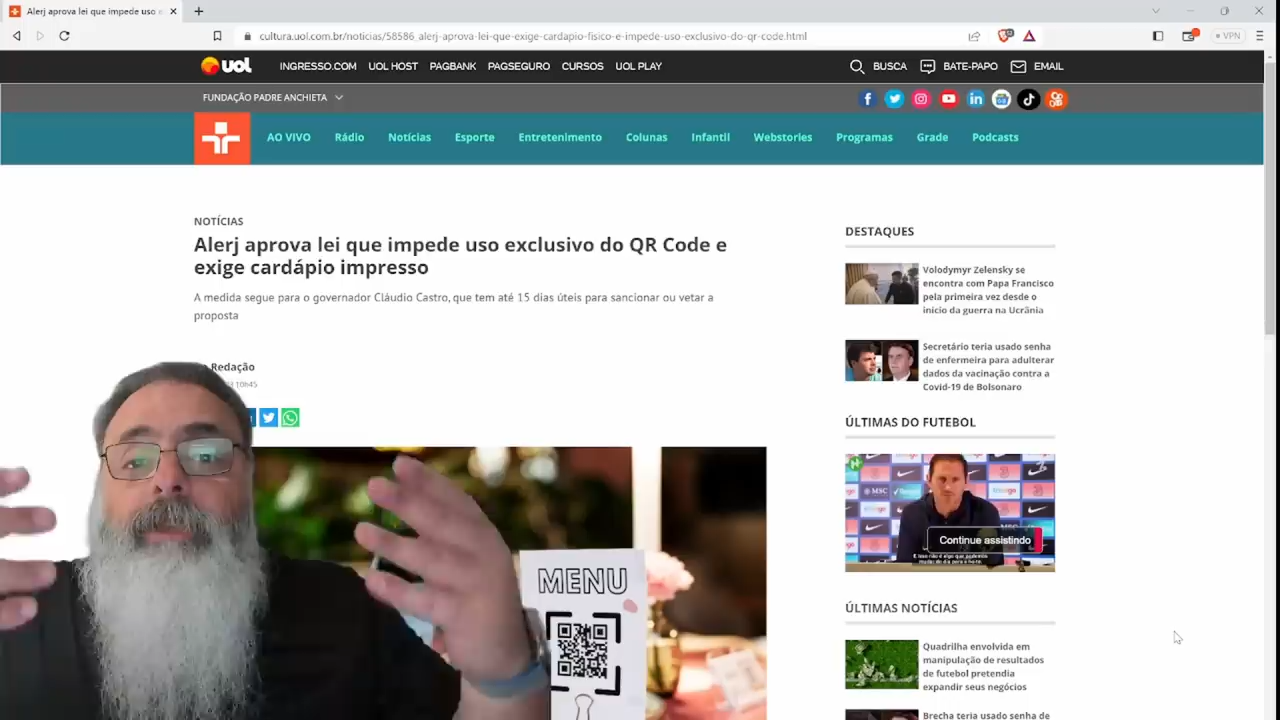 Alerj aprova lei que impede uso e
cultura.uol.com.br/noticias/58586_alerj-aprova-lei-que-exige-cardapio-fisico-e-impede-uso-exclusivo-do-qr-code.html
VPN
UOL
INGRESSO.COM UOL HOST PAGBANK PAGSEGURO CURSOS UOL PLAY
BUSCA BATE-PAPO EMAIL
FUNDAÇÃO PADRE ANCHIETA
AO VIVO Rádio Notícias Esporte Entretenimento Colunas Infantil Webstories Programas Grade Podcasts
NOTÍCIAS
Alerj aprova lei que impede uso exclusivo do QR Code e
exige cardápio impresso
A medida segue para o governador Cláudio Castro, que tem até 15 dias úteis para sancionar ou vetar a
proposta
Redação
10h45
MENU
DESTAQUES
Volodymyr Zelensky se
encontra com Papa Francisco
pela primeira vez desde o
início da guerra na Ucrânia
Secretário teria usado senha
de enfermeira para adulterar
dados da vacinação contra a
Covid-19 de Bolsonaro
ÚLTIMAS DO FUTEBOL
MSC
Continue assistindo
ÚLTIMAS NOTÍCIAS
Quadrilha envolvida em
manipulação de resultados
de futebol pretendia
expandir seus negócios
Brecha teria usado senha de